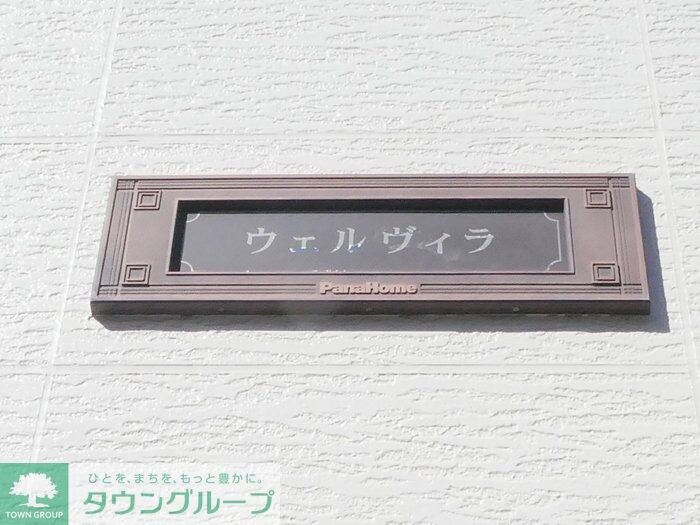 ウェルヴィラ
PanaHome
ひとを、まちを、もっと豊かに。
タウングループ
TOWN GROUP